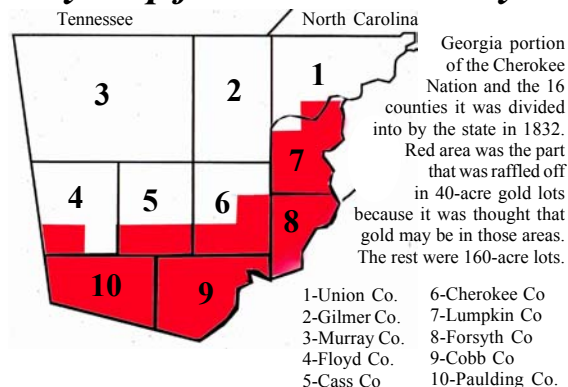 Tennessee
North Carolina
Georgia portion
of the Cherokee
Nation and the 16
counties it was divided
into by the state in 1832.
Red area was the part
that was raffled off
in 40-acre gold lots
because it was thought that
gold may be in those areas.
The rest were 160-acre lots.
1
2
3
7
4
5
6
8
10
9
1-Union Co.
2-Gilmer Co.
3-Murray Co.
4-Floyd Co.
5-Cass Co
6-Cherokee Co
7-Lumpkin Co
8-Forsyth Co
9-Cobb Co
10-Paulding Co.